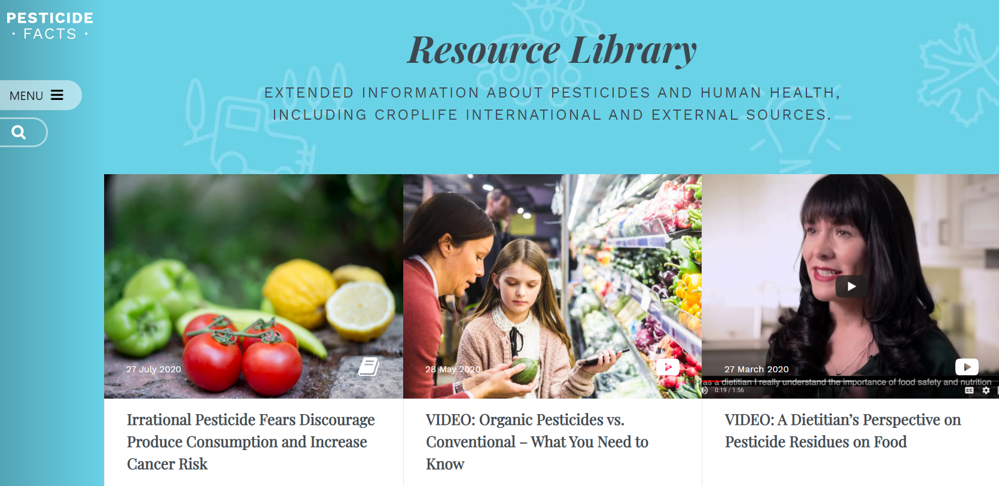 PESTICIDE
· FACTS ·
MENU
Resource Library
EXTENDED INFORMATION ABOUT PESTICIDES AND HUMAN HEALTH,
INCLUDING CROPLIFE INTERNATIONAL AND EXTERNAL SOURCES.
27 July 2020
Irrational Pesticide Fears Discourage
Produce Consumption and Increase
Cancer Risk
28 May 2020
VIDEO: Organic Pesticides vs.
Conventional – What You Need to
Know
27 March 2020
as a dietitian I really understand the importance of food safety and nutrition
0:19 / 1:56
CC
VIDEO: A Dietitian’s Perspective on
Pesticide Residues on Food